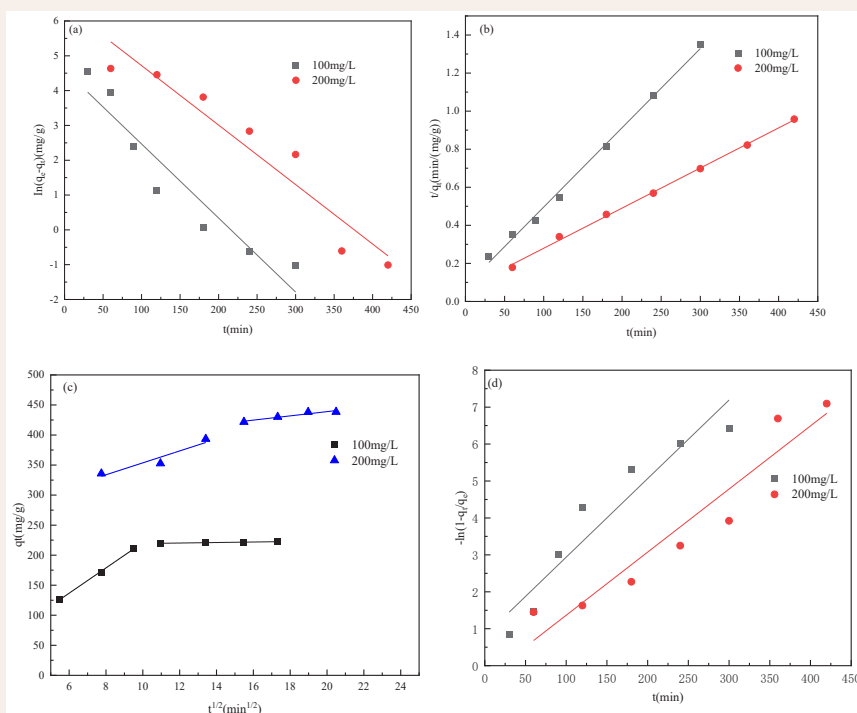 (a)
100mg/L
200mg/L
ln(qe-qt)(mg/g)
6
5
4
3
2
1
0
-1
-2
0 50 100 150 200 250 300 350 400 450
t(min)
(b)
100mg/L
200mg/L
t/qt(min/(mg/g))
1.4
1.2
1.0
0.8
0.6
0.4
0.2
0.0
0 50 100 150 200 250 300 350 400 450
t(min)
(c)
100mg/L
200mg/L
qt(mg/g)
500
450
400
350
300
250
200
150
100
50
0
6 8 10 12 14 16 18 20 22 24
t1/2(min1/2)
(d)
100mg/L
200mg/L
-ln(1-qt/qe)
8
7
6
5
4
3
2
1
0
0 50 100 150 200 250 300 350 400 450
t(min)